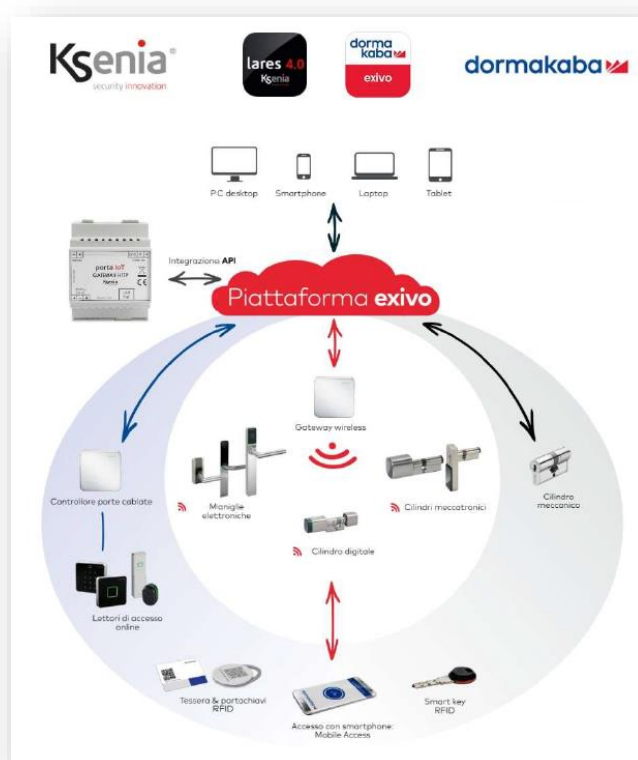 Ksenia®
security innovation
lares 4.0
Ksenia
dorma
kaba
exivo
dormakaba
PC desktop
Smartphone
Laptop
Tablet
porta IoT
GATEWAY HTTP
Ksenia
Integrazione API
Piattaforma exivo
Gateway wireless
Controllore porte cablate
Maniglie
elettroniche
Cilindri meccatronici
Cilindro
meccanico
Cilindro digitale
Lettori di accesso
online
Tessera & portachiavi
RFID
Accesso con smartphone:
Mobile Access
Smart key
RFID